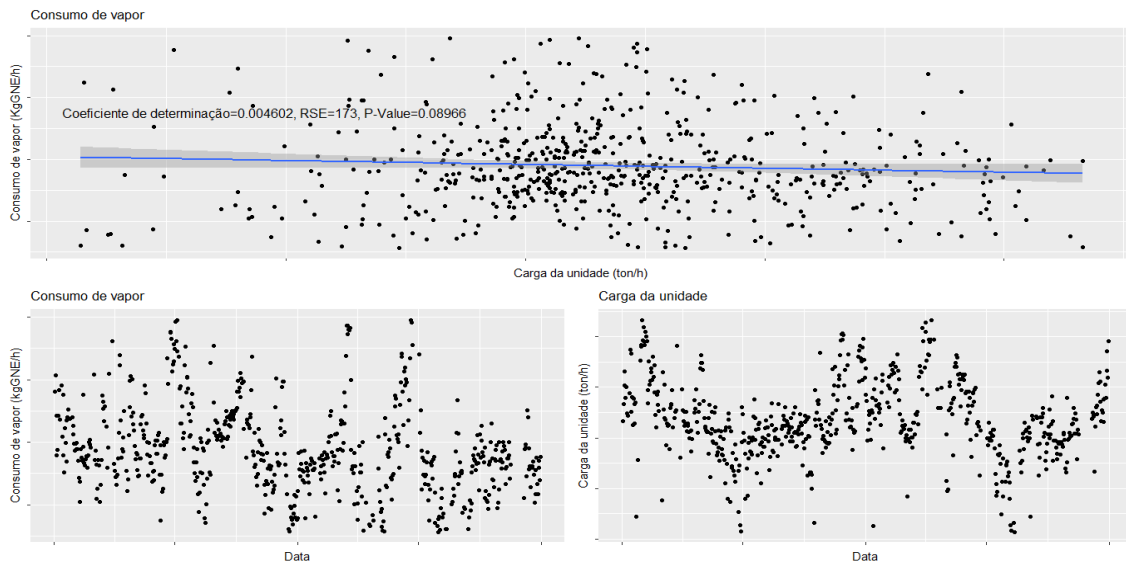 Consumo de vapor
Consumo de vapor (KgGNE/h)
Coeficiente de determinação=0.004602, RSE=173, P-Value=0.08966
Carga da unidade (ton/h)
Consumo de vapor
Consumo de vapor (kgGNE/h)
Data
Carga da unidade
Carga da unidade (ton/h)
Data